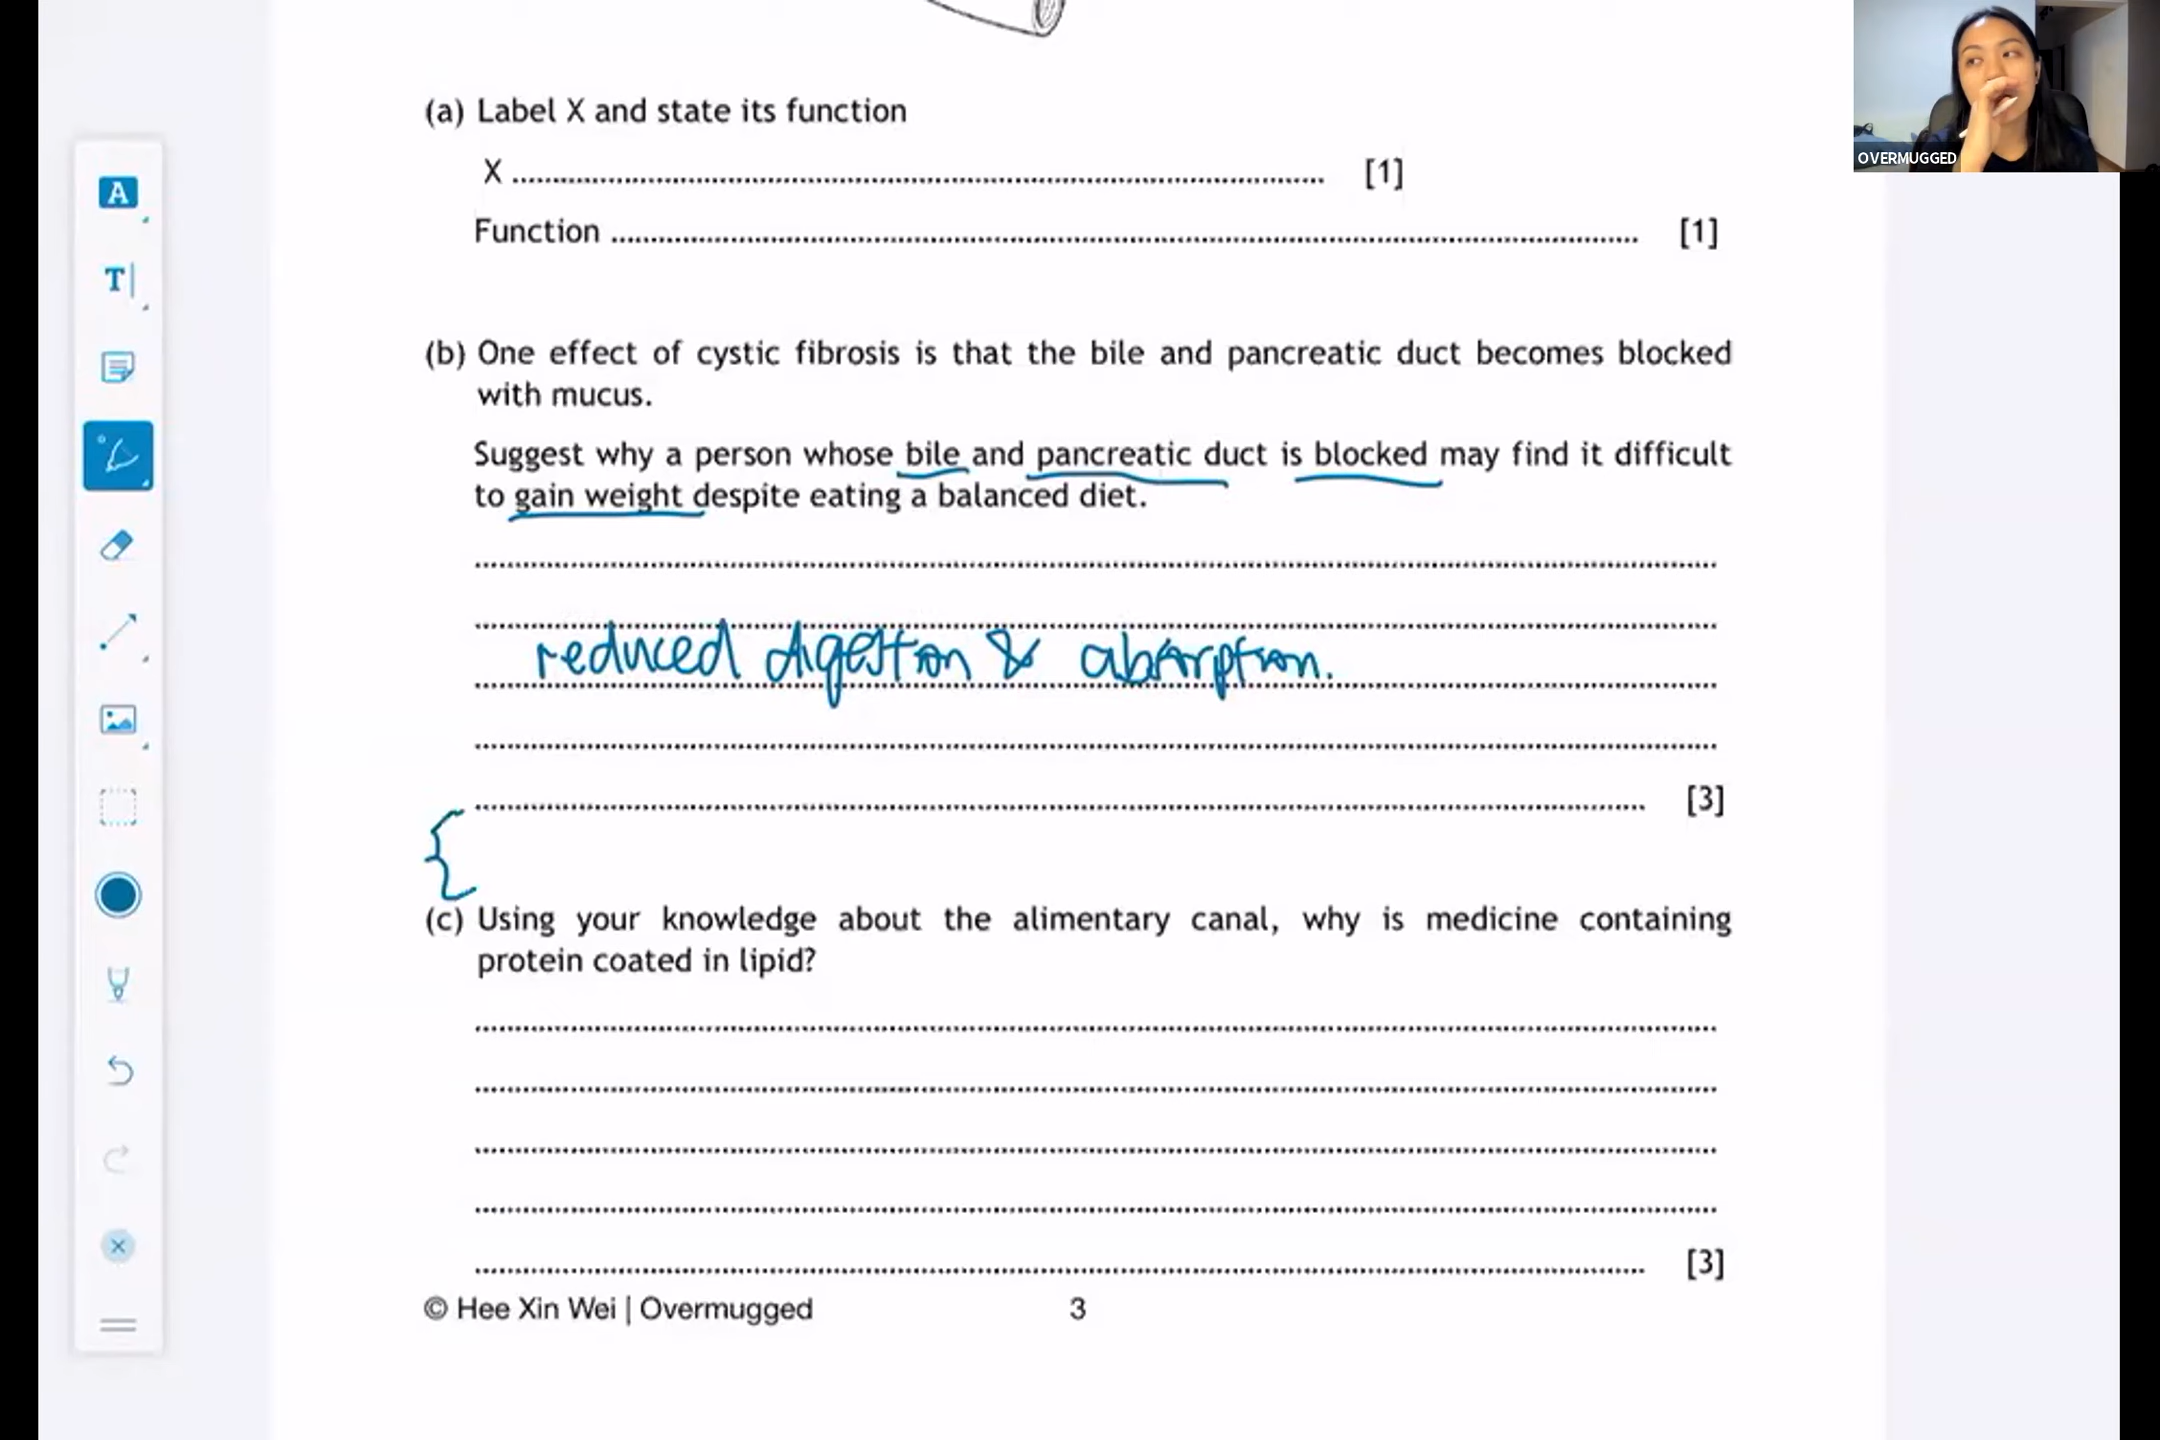 OVERMUGGED
(a) Label X and state its function
X ........................................................ [1]
Function ........................................................ [1]
(b) One effect of cystic fibrosis is that the bile and pancreatic duct becomes blocked
with mucus.
Suggest why a person whose bile and pancreatic duct is blocked may find it difficult
to gain weight despite eating a balanced diet.
reduced digestion & absorption.
[3]
(c) Using your knowledge about the alimentary canal, why is medicine containing
protein coated in lipid?
[3]
© Hee Xin Wei | Overmugged 3
A
T